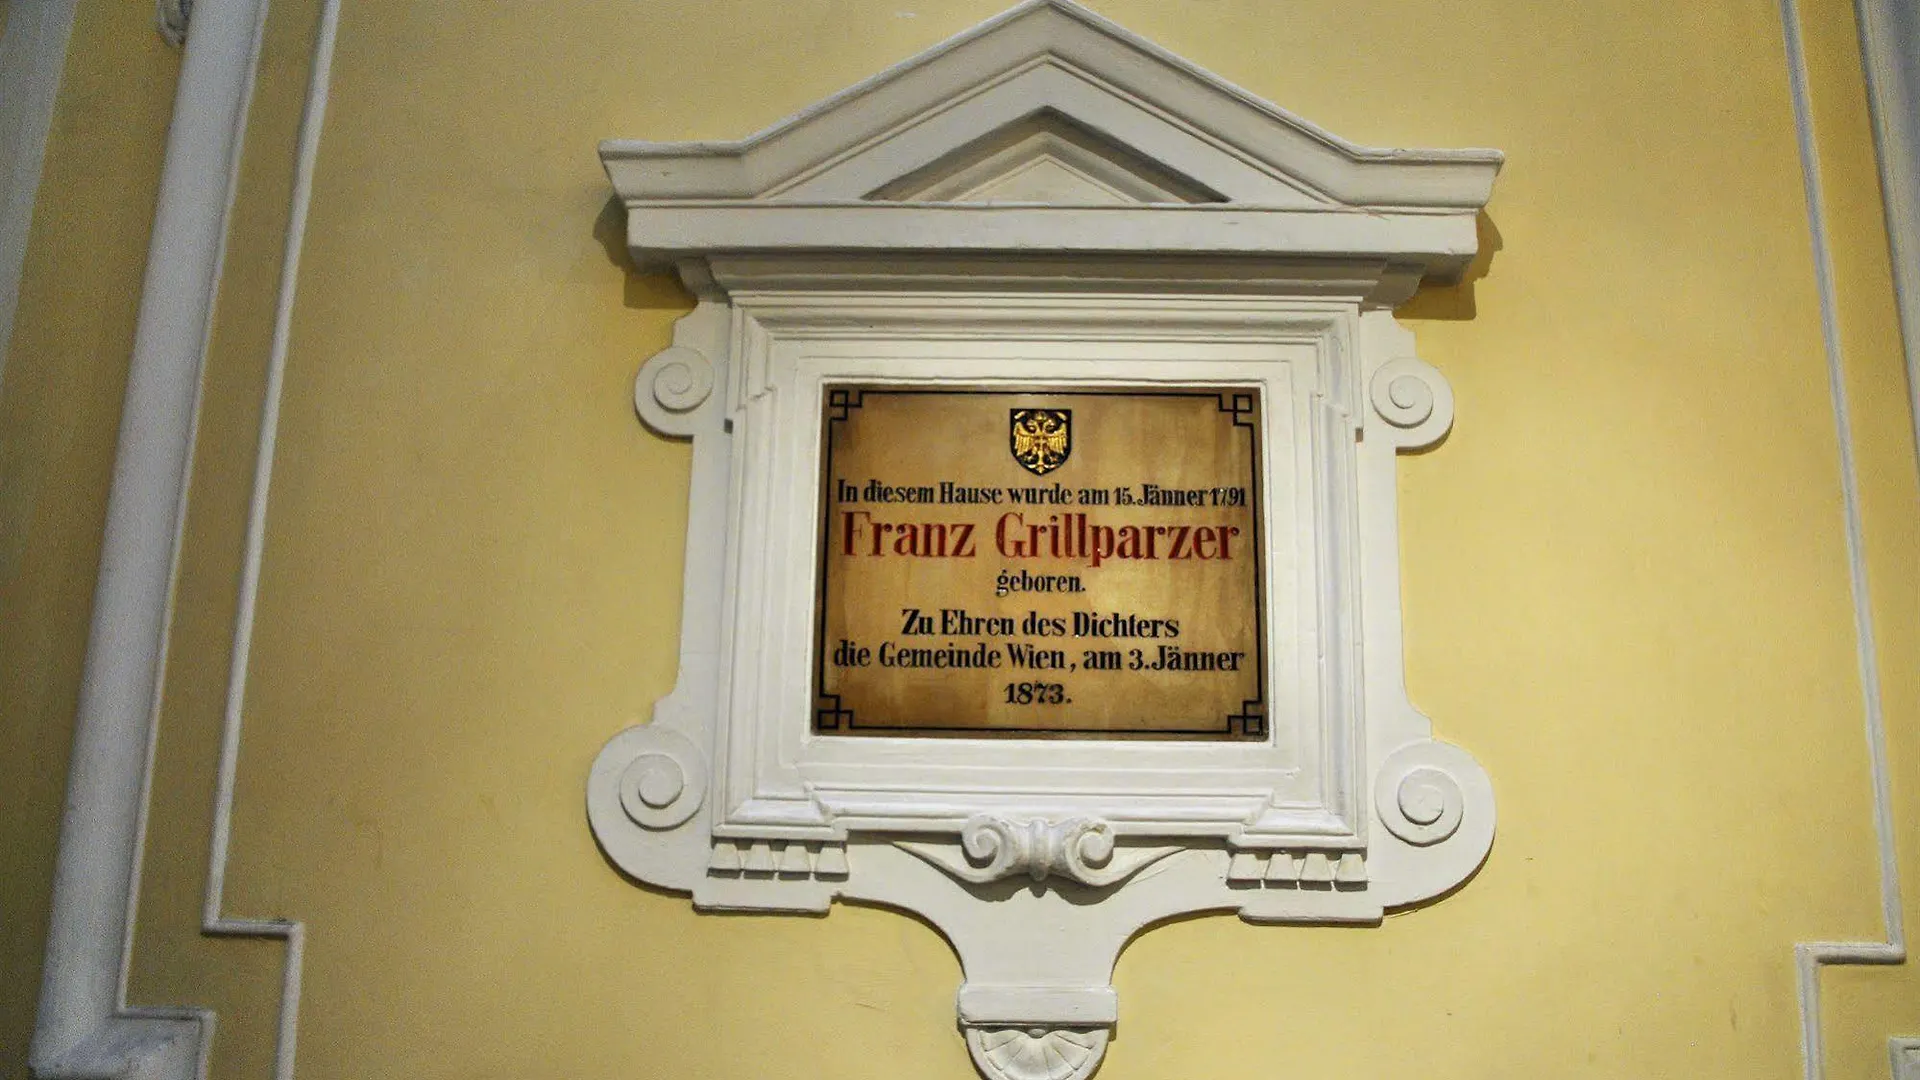 In diesem Hause wurde am 15. Jänner 1791
Franz Grillparzer
geboren.
Zu Ehren des Dichters
die Gemeinde Wien, am 3. Jänner
1873.